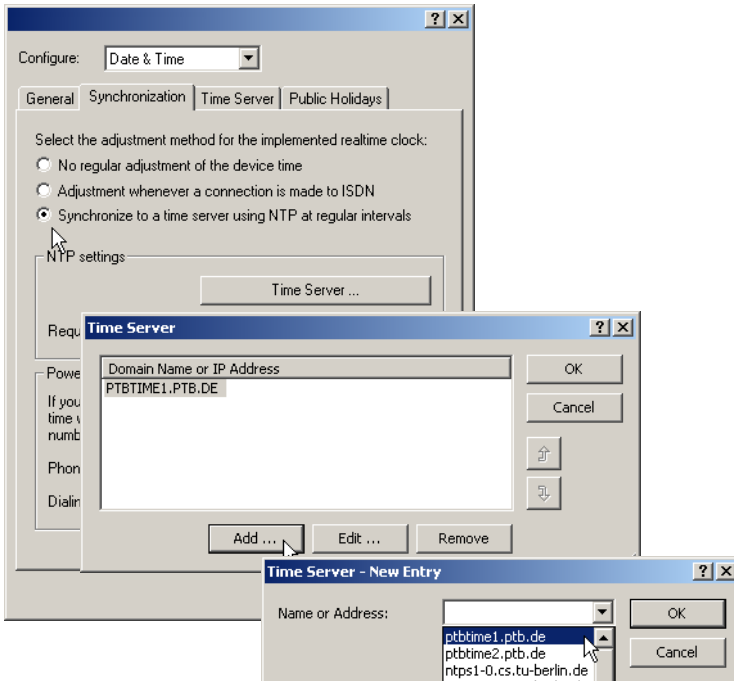 Configure: Date & Time
General Synchronization Time Server Public Holidays
Select the adjustment method for the implemented realtime clock:
No regular adjustment of the device time
Adjustment whenever a connection is made to ISDN
Synchronize to a time server using NTP at regular intervals
NTP settings
Time Server ...
Time Server
Domain Name or IP Address
PTBTIME1.PTB.DE
OK
Cancel
If you
time
Add ... Edit ... Remove
Time Server - New Entry
Name or Address:
OK
Cancel
ptbtime1.ptb.de
ptbtime2.ptb.de
ntps1-0.cs.tu-berlin.de